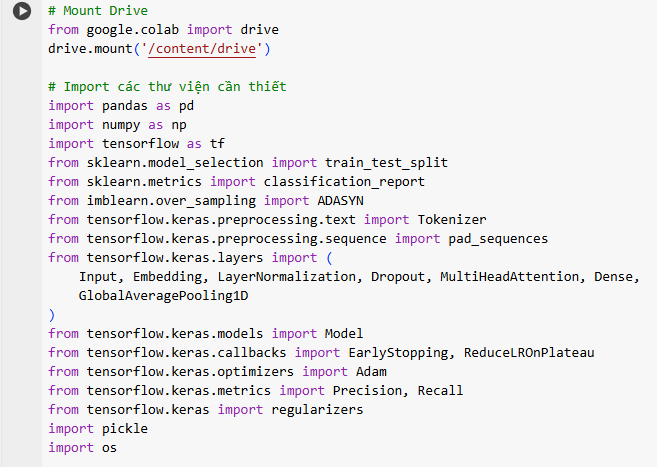 # Mount Drive
from google.colab import drive
drive.mount('/content/drive')
# Import các thư viện cần thiết
import pandas as pd
import numpy as np
import tensorflow as tf
from sklearn.model_selection import train_test_split
from sklearn.metrics import classification_report
from imblearn.over_sampling import ADASYN
from tensorflow.keras.preprocessing.text import Tokenizer
from tensorflow.keras.preprocessing.sequence import pad_sequences
from tensorflow.keras.layers import (
    Input, Embedding, LayerNormalization, Dropout, MultiHeadAttention, Dense,
    GlobalAveragePooling1D
)
from tensorflow.keras.models import Model
from tensorflow.keras.callbacks import EarlyStopping, ReduceLROnPlateau
from tensorflow.keras.optimizers import Adam
from tensorflow.keras.metrics import Precision, Recall
from tensorflow.keras import regularizers
import pickle
import os